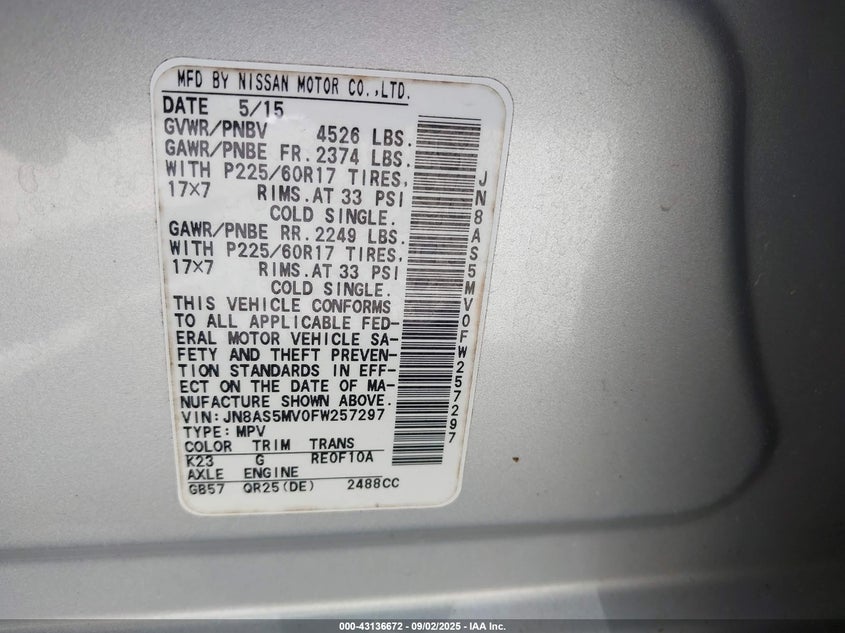 MFD BY NISSAN MOTOR CO.,LTD.
DATE 5/15
GVWR/PNBV 4526 LBS.
GAWR/PNBE FR. 2374 LBS.
WITH P225/60R17 TIRES,
17×7 RIMS.AT 33 PSI
COLD SINGLE.
GAWR/PNBE RR. 2249 LBS.
WITH P225/60R17 TIRES,
17×7 RIMS.AT 33 PSI
COLD SINGLE.
THIS VEHICLE CONFORMS
TO ALL APPLICABLE FED-
ERAL MOTOR VEHICLE SA-
FETY AND THEFT PREVEN-
TION STANDARDS IN EFF-
ECT ON THE DATE OF MA-
NUFACTURE SHOWN ABOVE.
VIN:JN8AS5MV0FW257297
TYPE:MPV
COLOR TRIM TRANS
K23 G RE0F10A
AXLE ENGINE
GB57 QR25(DE) 2488CC
JN8AS5MV0FW257297
000-43136672 - 09/02/2025 - IAA Inc.